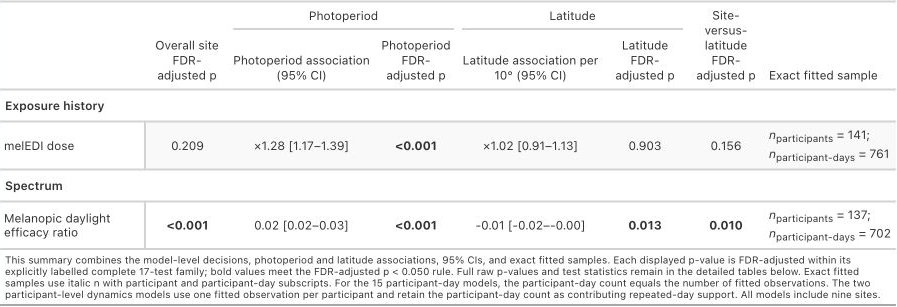 Photoperiod Latitude Site-
versus-
Overall site Photoperiod Latitude latitude
FDR- Photoperiod association FDR- Latitude association per FDR- FDR-
adjusted p (95% CI) adjusted p 10° (95% CI) adjusted p adjusted p Exact fitted sample
Exposure history
melEDI dose 0.209 ×1.28 [1.17–1.39] <0.001 ×1.02 [0.91–1.13] 0.903 0.156 nparticipants = 141;
nparticipant-days = 761
Spectrum
Melanopic daylight
efficacy ratio <0.001 0.02 [0.02–0.03] <0.001 -0.01 [-0.02–-0.00] 0.013 0.010 nparticipants = 137;
nparticipant-days = 702
This summary combines the model-level decisions, photoperiod and latitude associations, 95% CIs, and exact fitted samples. Each displayed p-value is FDR-adjusted within its
explicitly labelled complete 17-test family; bold values meet the FDR-adjusted p < 0.050 rule. Full raw p-values and test statistics remain in the detailed tables below. Exact fitted
samples use italic n with participant and participant-day subscripts. For the 15 participant-day models, the participant-day count equals the number of fitted observations. The two
participant-level dynamics models use one fitted observation per participant and retain the participant-day count as contributing repeated-day support. All models include nine sites.